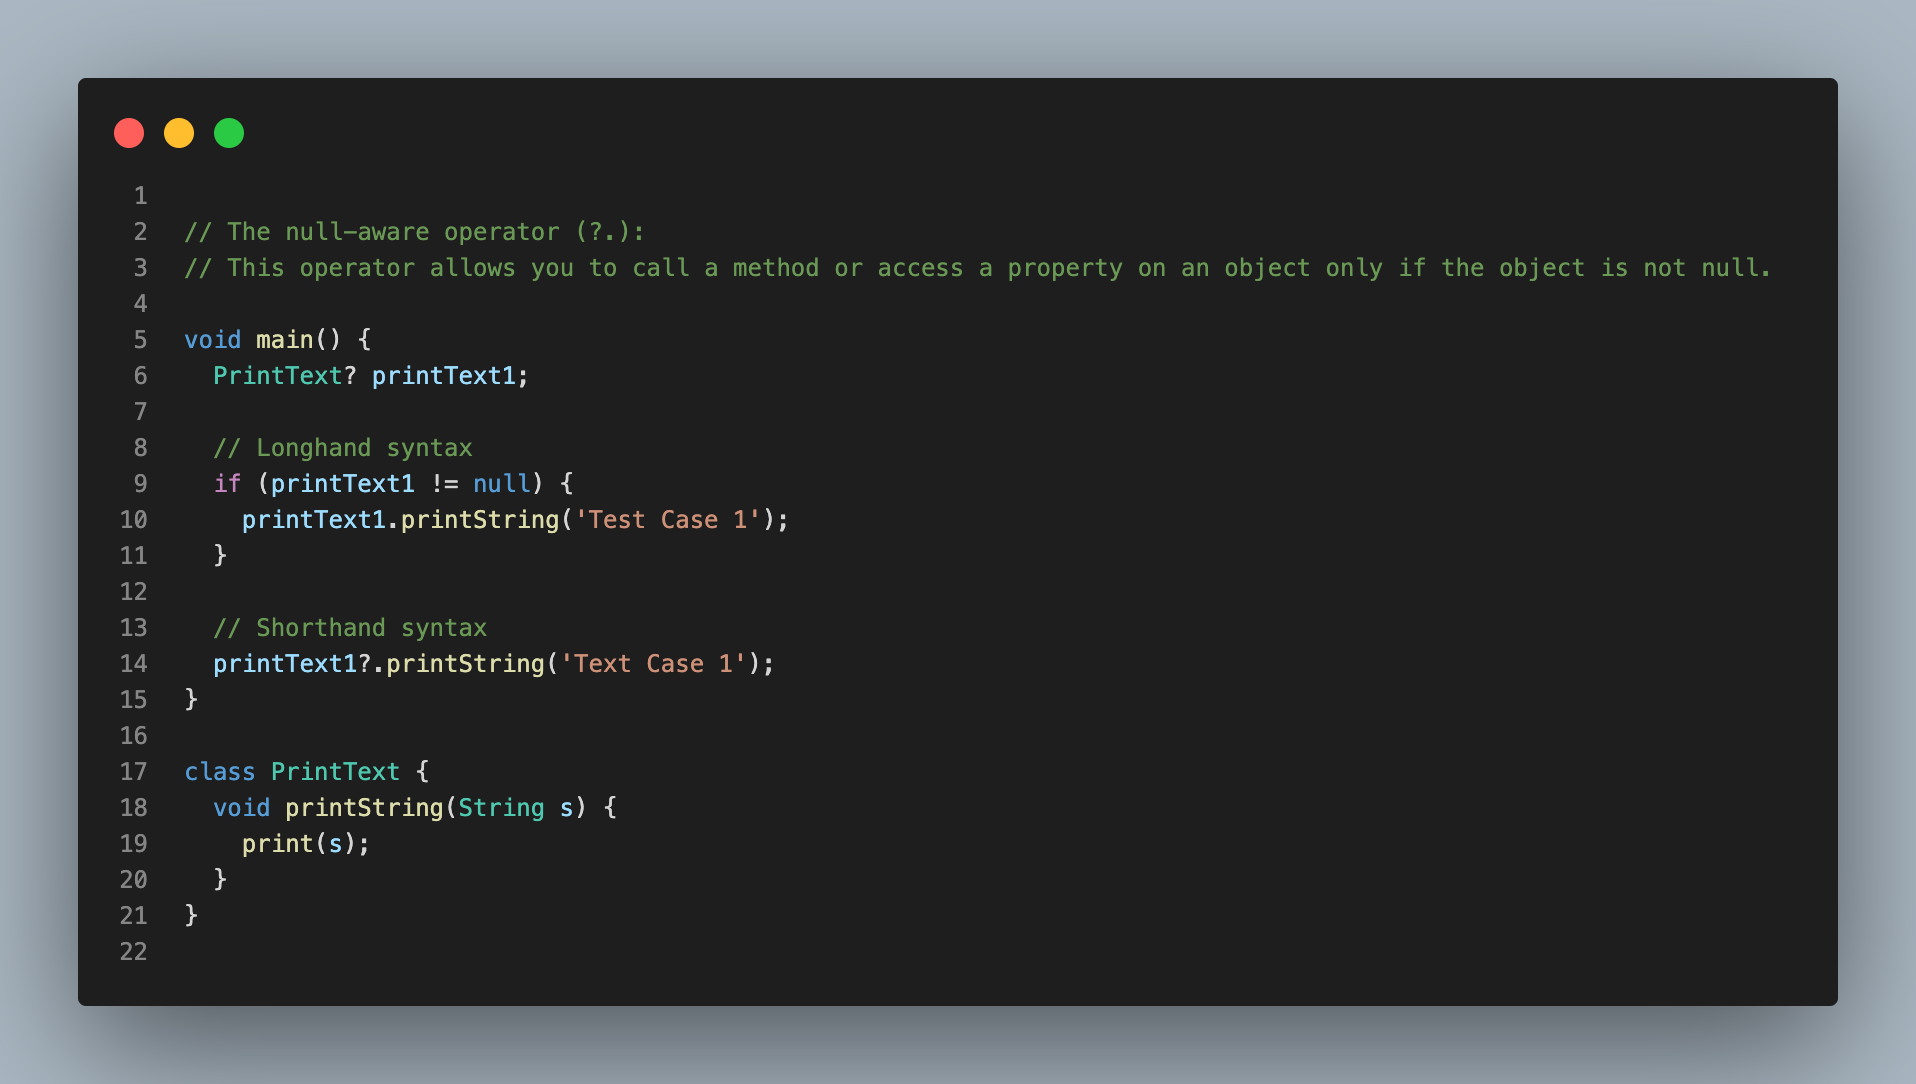 1
2 // The null-aware operator (?.):
3 // This operator allows you to call a method or access a property on an object only if the object is not null.
4
5 void main() {
6   PrintText? printText1;
7
8   // Longhand syntax
9   if (printText1 != null) {
10     printText1.printString('Test Case 1');
11   }
12
13   // Shorthand syntax
14   printText1?.printString('Text Case 1');
15 }
16
17 class PrintText {
18   void printString(String s) {
19     print(s);
20   }
21 }
22